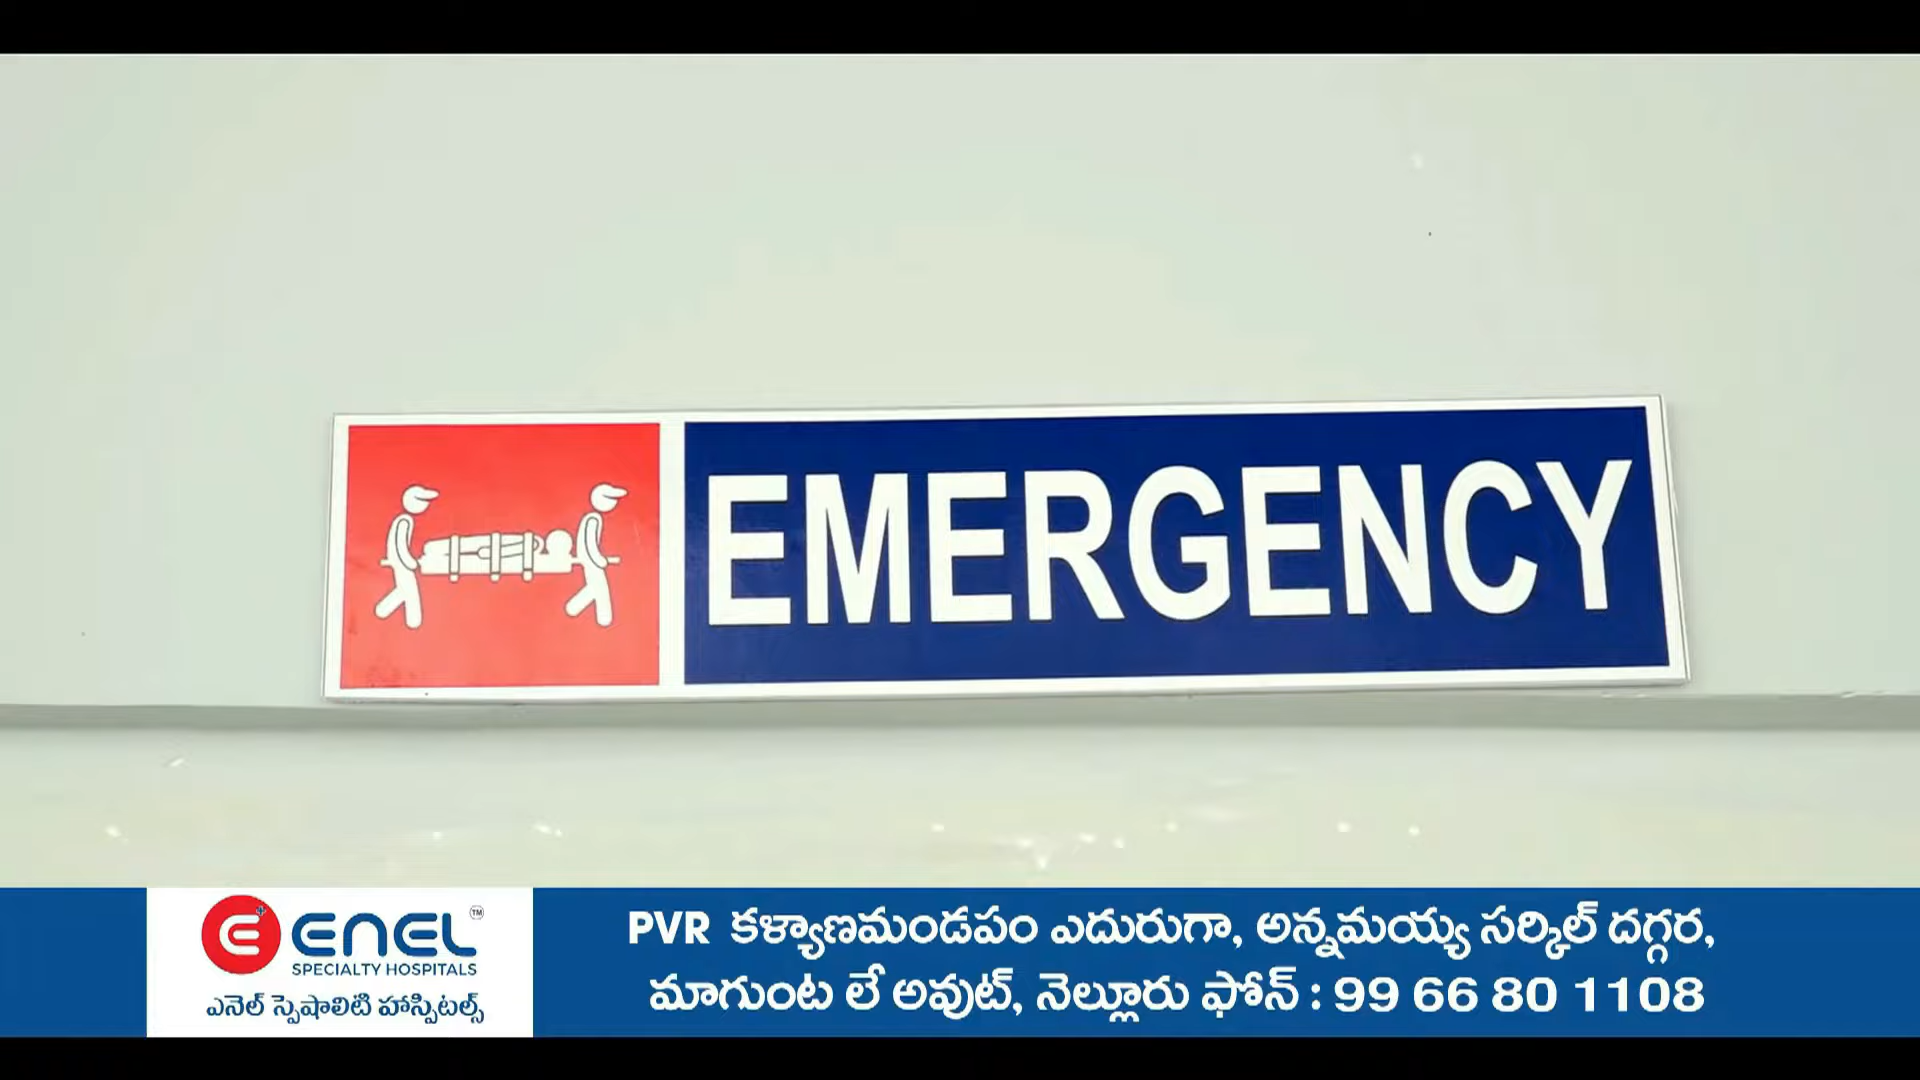 EMERGENCY
ENEL™
SPECIALTY HOSPITALS
ఎనెల్ స్పెషాలిటి హాస్పిటల్స్
PVR కళ్యాణమండపం ఎదురుగా, అన్నమయ్య సర్కిల్ దగ్గర,
మాగుంట లే అవుట్, నెల్లూరు ఫోన్ : 99 66 80 1108